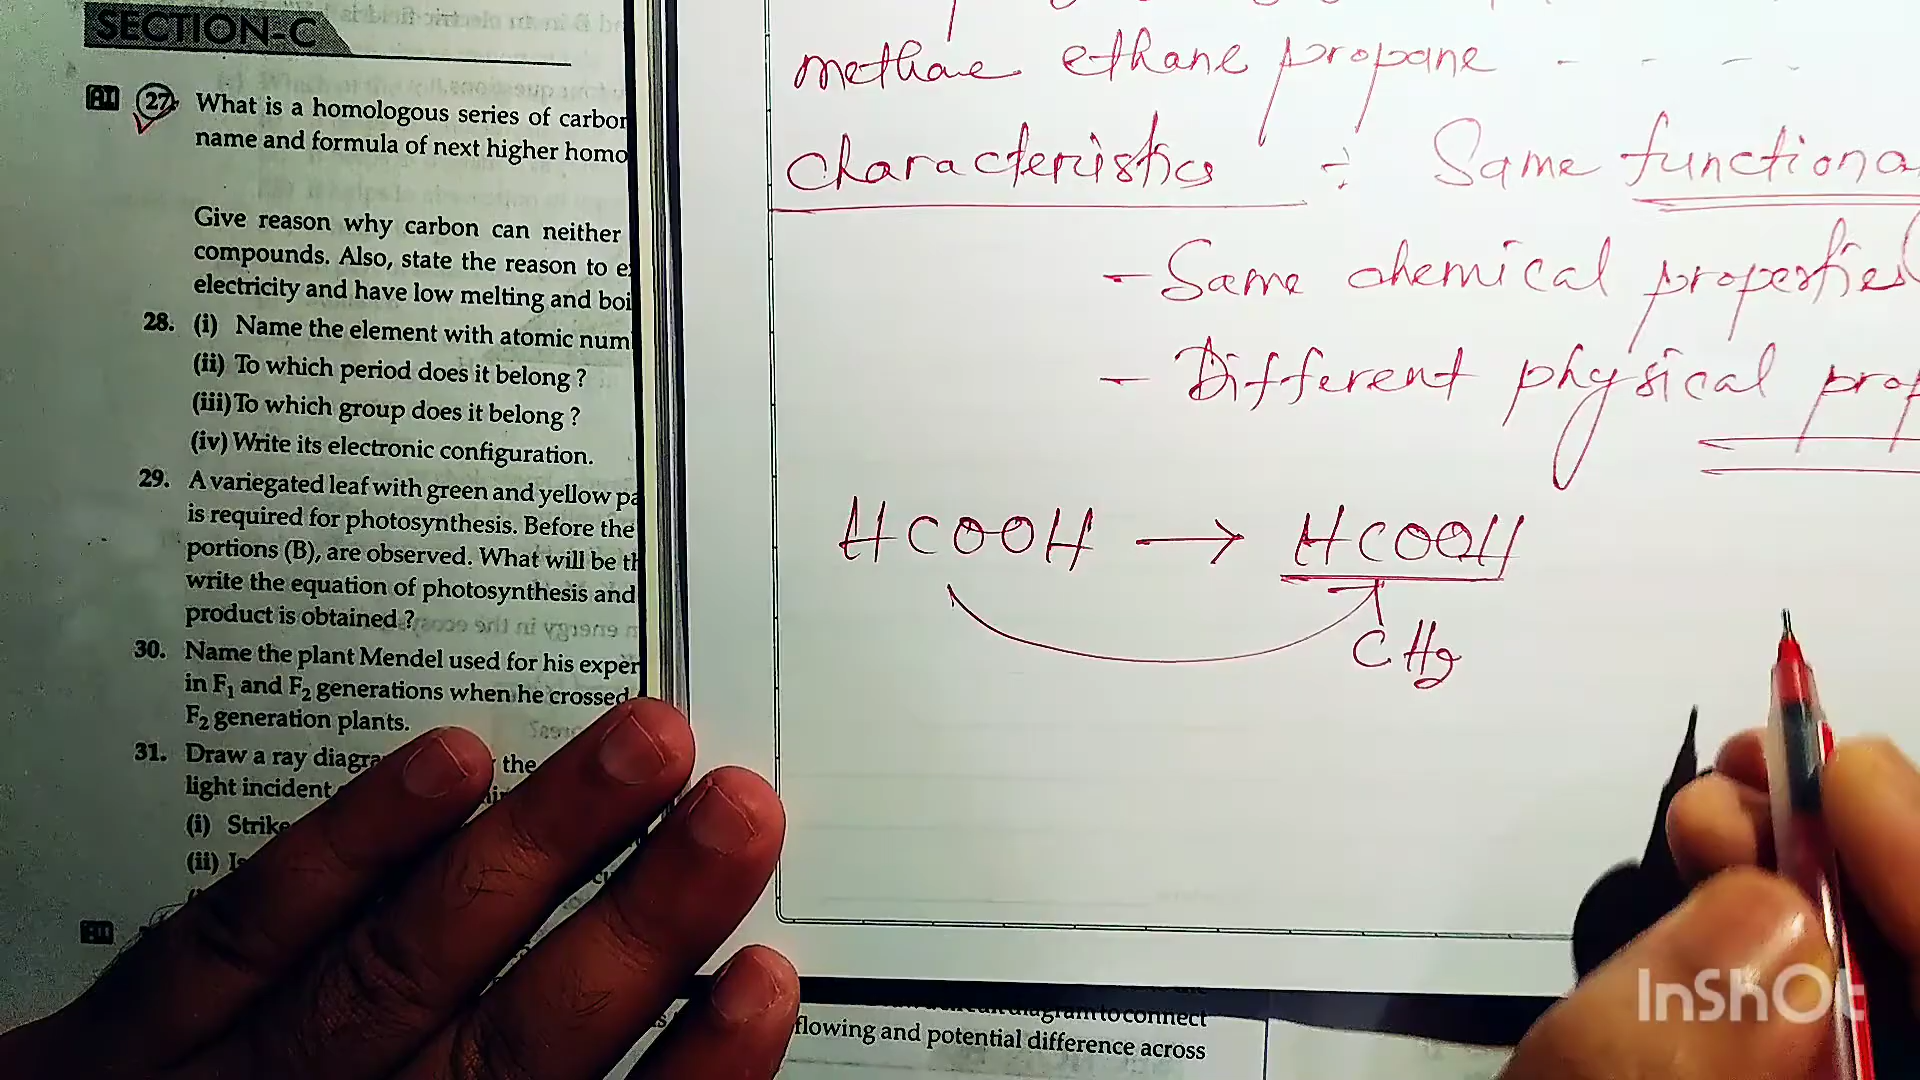 SECTION-C
AI 27. What is a homologous series of carbon
name and formula of next higher homo
Give reason why carbon can neither
compounds. Also, state the reason to e
electricity and have low melting and boi
28. (i) Name the element with atomic num
(ii) To which period does it belong ?
(iii) To which group does it belong ?
(iv) Write its electronic configuration.
29. A variegated leaf with green and yellow pa
is required for photosynthesis. Before the
portions (B), are observed. What will be th
write the equation of photosynthesis and
product is obtained ?
30. Name the plant Mendel used for his exper
in F1 and F2 generations when he crossed
F2 generation plants.
31. Draw a ray diagra the
light incident
(i) Strike
(ii) Is
methae ethane propane - - - -
characteristics ÷ Same functiona
- Same chemical properties
- Different physical prop
HCOOH → HCOOH
CH2
diagram to connect
flowing and potential difference across
InShOt